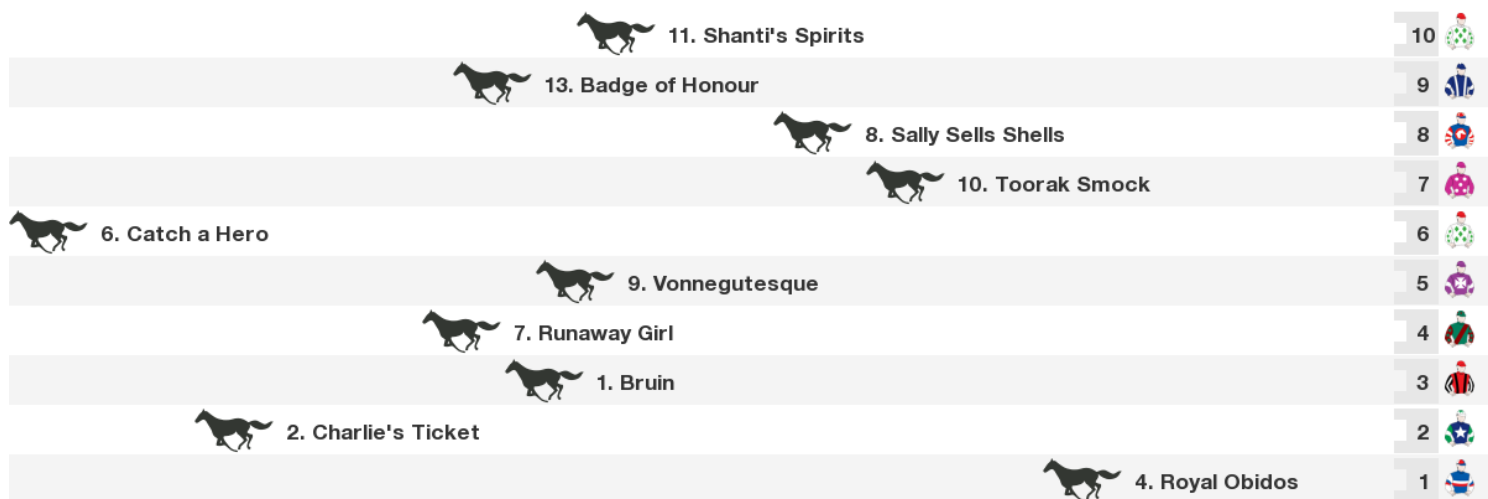 11. Shanti's Spirits 10
13. Badge of Honour 9
8. Sally Sells Shells 8
10. Toorak Smock 7
6. Catch a Hero 6
9. Vonnegutesque 5
7. Runaway Girl 4
1. Bruin 3
2. Charlie's Ticket 2
4. Royal Obidos 1